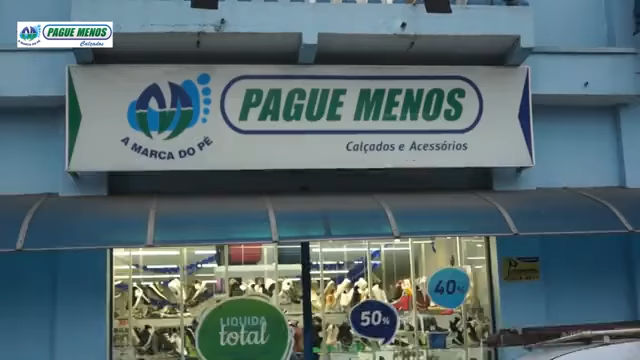 PAGUE MENOS
Calçados
PAGUE MENOS
A MARCA DO PÉ
Calçados e Acessórios
LIQUIDA
total
50%
40%